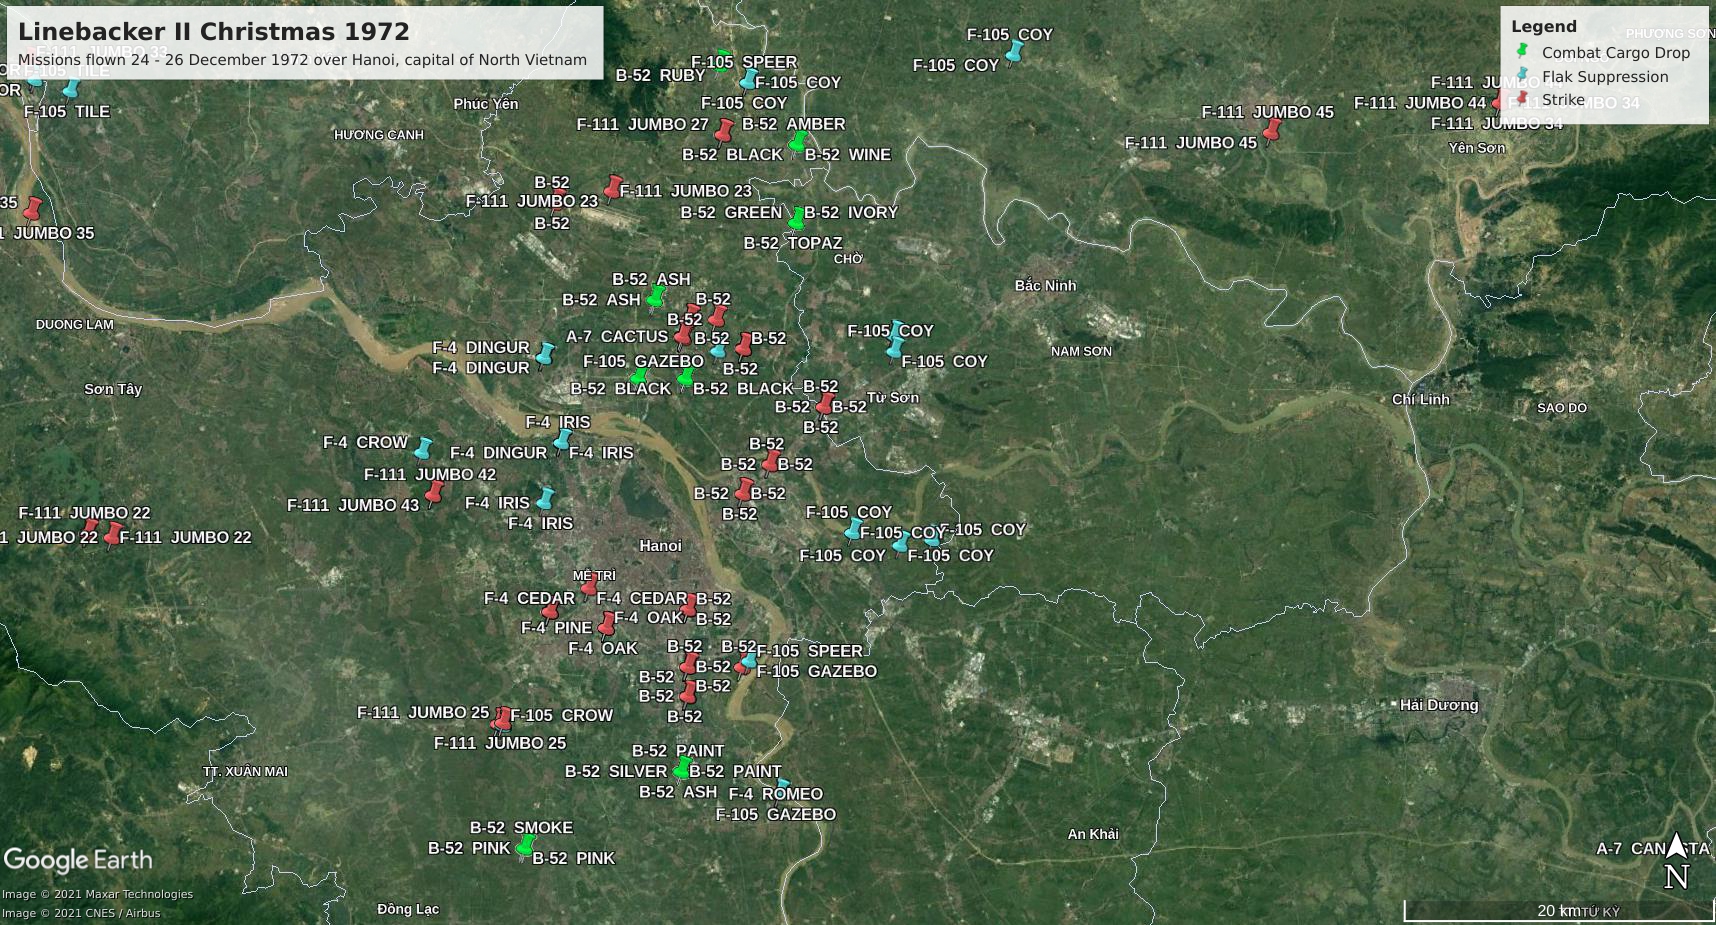 Linebacker II Christmas 1972
Missions flown 24 - 26 December 1972 over Hanoi, capital of North Vietnam
Legend
Combat Cargo Drop
Flak Suppression
Strike
F-111 JUMBO 33
F-105 TILE
OR
OR
F-105 TILE
F-105 COY
F-105 COY
F-105 SPEER
B-52 RUBY
F-105 COY
F-105 COY
Phúc Yên
HƯƠNG CANH
F-111 JUMBO 27
B-52 AMBER
B-52 BLACK
B-52 WINE
F-111 JUMBO 45
F-111 JUMBO 45
F-111 JUMBO 44
F-111 JUMBO 34
F-111 JUMBO 34
PHƯƠNG SƠN
Yên Sơn
B-52
F-111 JUMBO 23
F-111 JUMBO 23
B-52
35
JUMBO 35
B-52 GREEN
B-52 IVORY
B-52 TOPAZ
CHỜ
Bắc Ninh
B-52 ASH
B-52 ASH
B-52
B-52
A-7 CACTUS
B-52
B-52
F-105 GAZEBO
B-52
B-52 BLACK
B-52 BLACK
DUONG LAM
F-4 DINGUR
F-4 DINGUR
Sơn Tây
F-105 COY
F-105 COY
NAM SƠN
B-52
B-52
B-52
B-52
Từ Sơn
Chí Linh
SAO DO
F-4 IRIS
F-4 CROW
F-4 DINGUR
F-4 IRIS
F-111 JUMBO 42
F-111 JUMBO 43
F-4 IRIS
F-4 IRIS
B-52
B-52
B-52
B-52
B-52
B-52
F-111 JUMBO 22
JUMBO 22
F-111 JUMBO 22
F-105 COY
F-105 COY
F-105 COY
F-105 COY
F-105 COY
Hanoi
MỄ TRÌ
F-4 CEDAR
F-4 CEDAR
B-52
F-4 PINE
F-4 OAK
B-52
F-4 OAK
B-52
B-52
F-105 SPEER
B-52
B-52
F-105 GAZEBO
B-52
B-52
B-52
F-111 JUMBO 25
F-105 CROW
F-111 JUMBO 25
Hải Dương
B-52 PAINT
B-52 SILVER
B-52 PAINT
B-52 ASH
F-4 ROMEO
F-105 GAZEBO
TT. XUÂN MAI
B-52 SMOKE
B-52 PINK
B-52 PINK
An Khải
A-7 CAN
STA
N
Google Earth
Image © 2021 Maxar Technologies
Image © 2021 CNES / Airbus
Đồng Lạc
20 km
TỨ KỲ